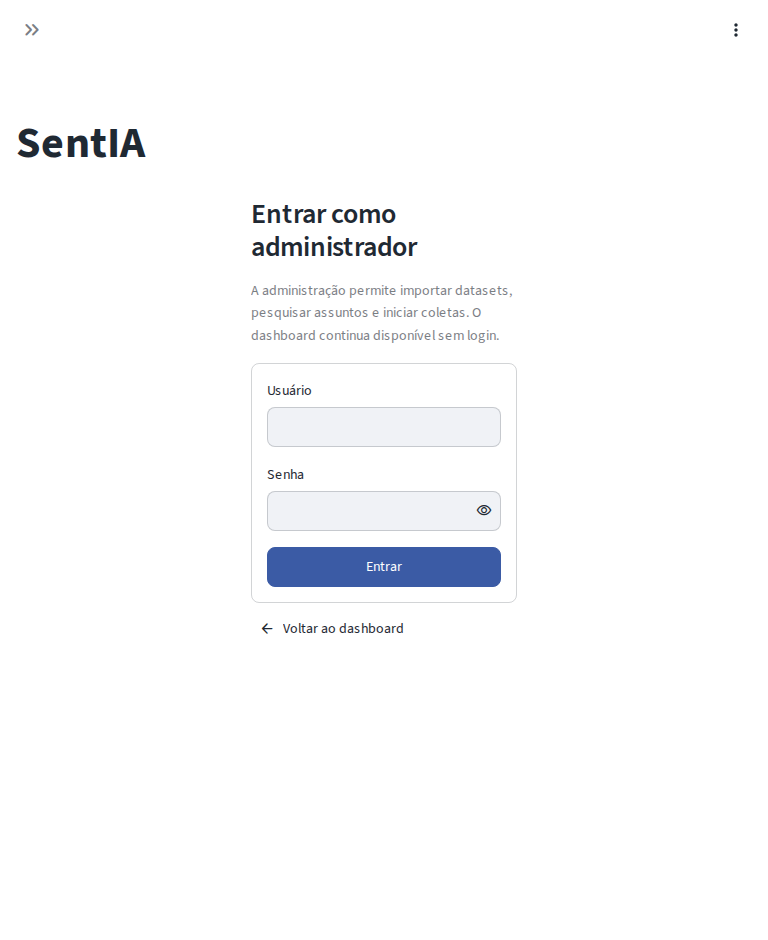 SentIA
Entrar como
administrador
A administração permite importar datasets,
pesquisar assuntos e iniciar coletas. O
dashboard continua disponível sem login.
Usuário
Senha
Entrar
Voltar ao dashboard